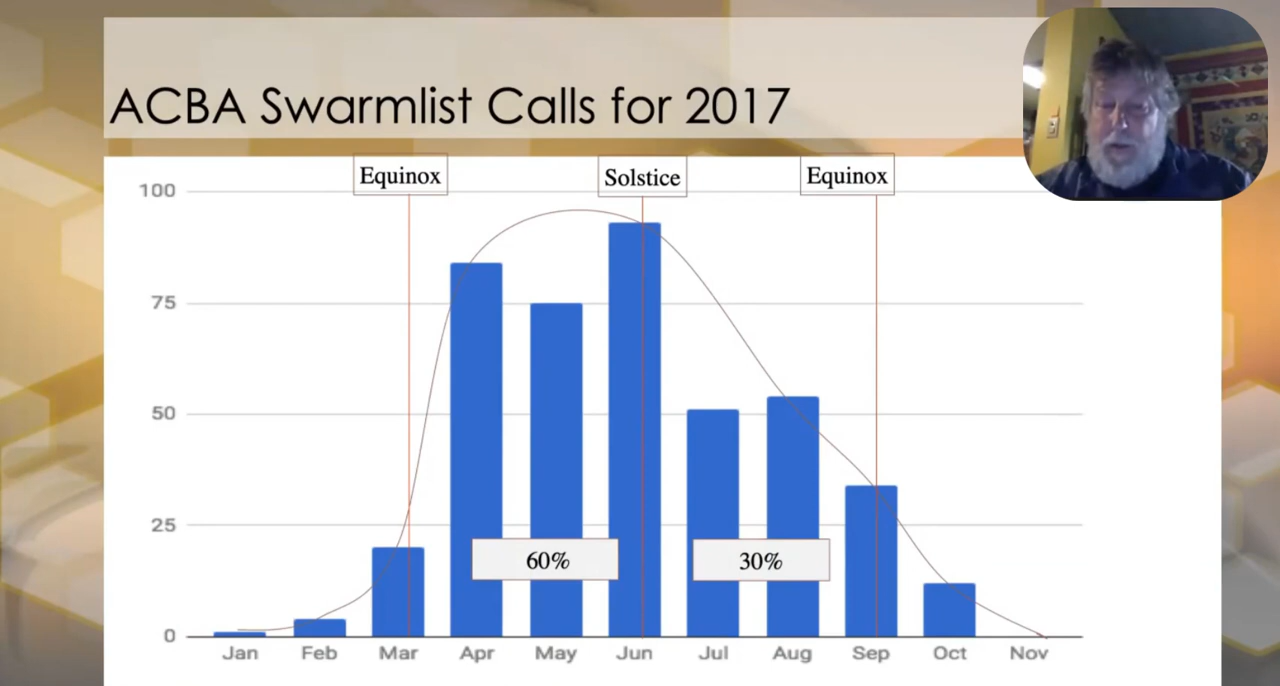 ACBA Swarmlist Calls for 2017
Equinox
Solstice
Equinox
100
75
50
25
0
60%
30%
Jan Feb Mar Apr May Jun Jul Aug Sep Oct Nov